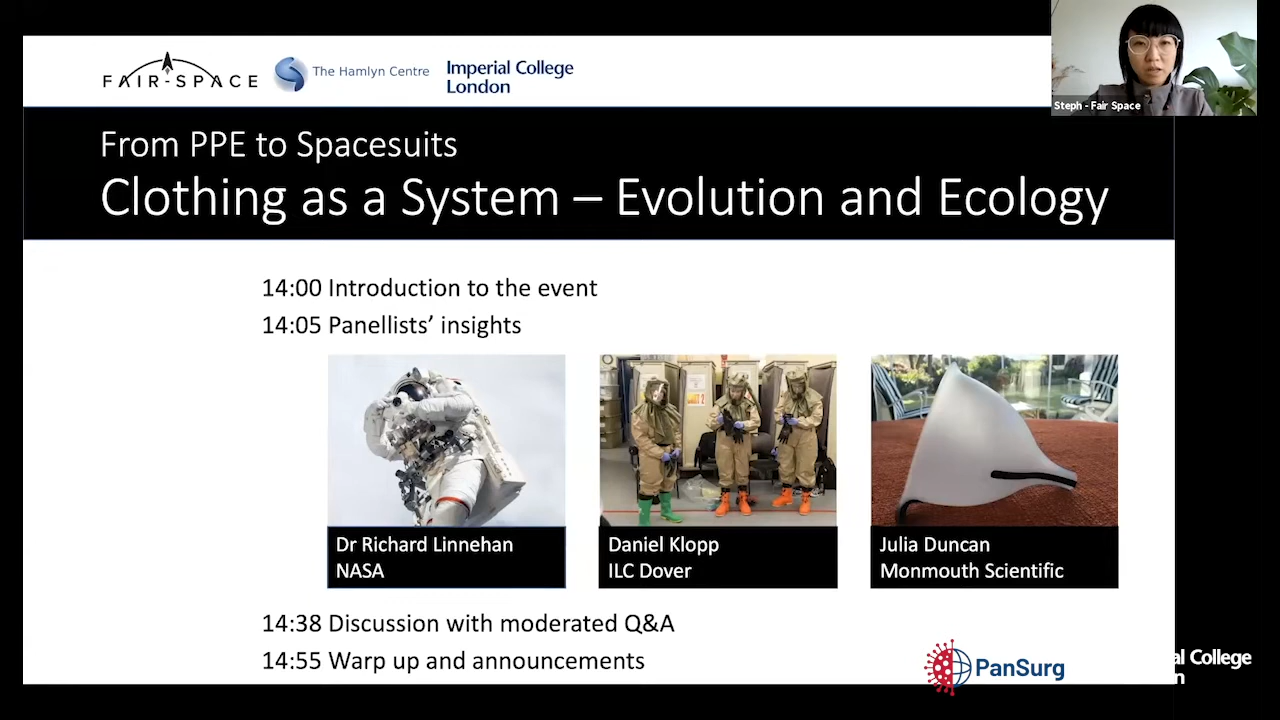 FAIR-SPACE
The Hamlyn Centre
Imperial College
London
Steph - Fair Space
From PPE to Spacesuits
Clothing as a System – Evolution and Ecology
14:00 Introduction to the event
14:05 Panellists’ insights
Dr Richard Linnehan
NASA
Daniel Klopp
ILC Dover
Julia Duncan
Monmouth Scientific
14:38 Discussion with moderated Q&A
14:55 Warp up and announcements
PanSurg
al College
n